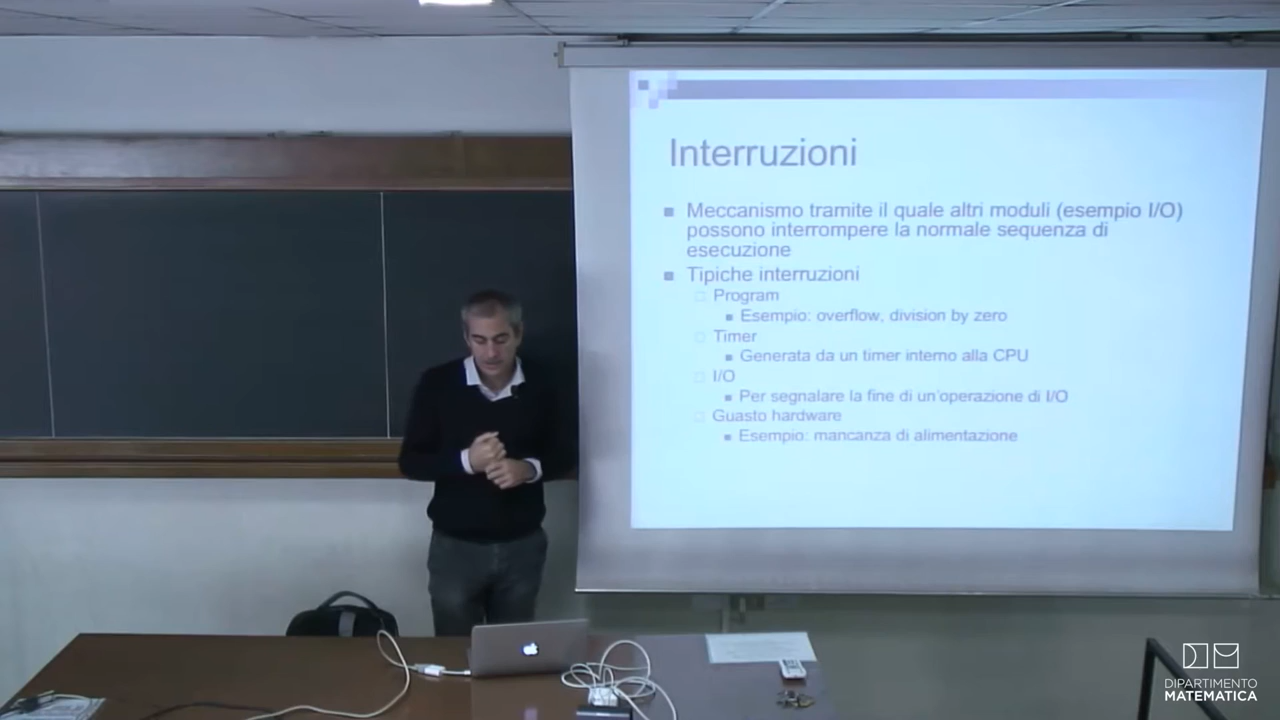 Interruzioni
Meccanismo tramite il quale altri moduli (esempio I/O)
possono interrompere la normale sequenza di
esecuzione
Tipiche interruzioni
Program
Esempio: overflow, division by zero
Timer
Generata da un timer interno alla CPU
I/O
Per segnalare la fine di un'operazione di I/O
Guasto hardware
Esempio: mancanza di alimentazione
DIPARTIMENTO
MATEMATICA